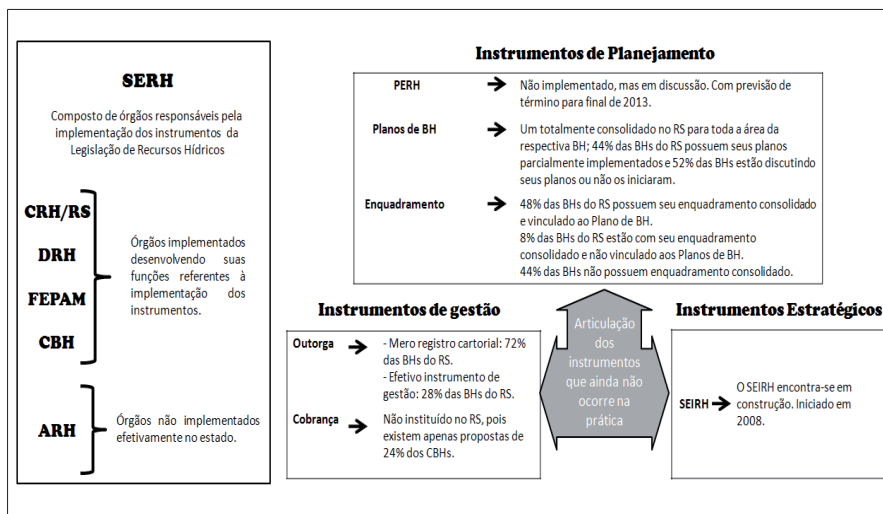 SERH
Composto de órgãos responsáveis pela
implementação dos instrumentos da
Legislação de Recursos Hídricos
CRH/RS
DRH
FEPAM
CBH
Órgãos implementados
desenvolvendo suas
funções referentes à
implementação dos
instrumentos.
ARH
Órgãos não implementados
efetivamente no estado.
Instrumentos de Planejamento
PERH
Não implementado, mas em discussão. Com previsão de
término para final de 2013.
Planos de BH
Um totalmente consolidado no RS para toda a área da
respectiva BH; 44% das BHs do RS possuem seus planos
parcialmente implementados e 52% das BHs estão discutindo
seus planos ou não os iniciaram.
Enquadramento
48% das BHs do RS possuem seu enquadramento consolidado
e vinculado ao Plano de BH.
8% das BHs do RS estão com seu enquadramento
consolidado e não vinculado aos Planos de BH.
44% das BHs não possuem enquadramento consolidado.
Instrumentos de gestão
Outorga
- Mero registro cartorial: 72%
das BHs do RS.
- Efetivo instrumento de
gestão: 28% das BHs do RS.
Cobrança
Não instituído no RS, pois
existem apenas propostas de
24% dos CBHs.
Articulação
dos
instrumentos
que ainda não
ocorre na
prática
Instrumentos Estratégicos
SEIRH
O SEIRH encontra-se em
construção. Iniciado em
2008.